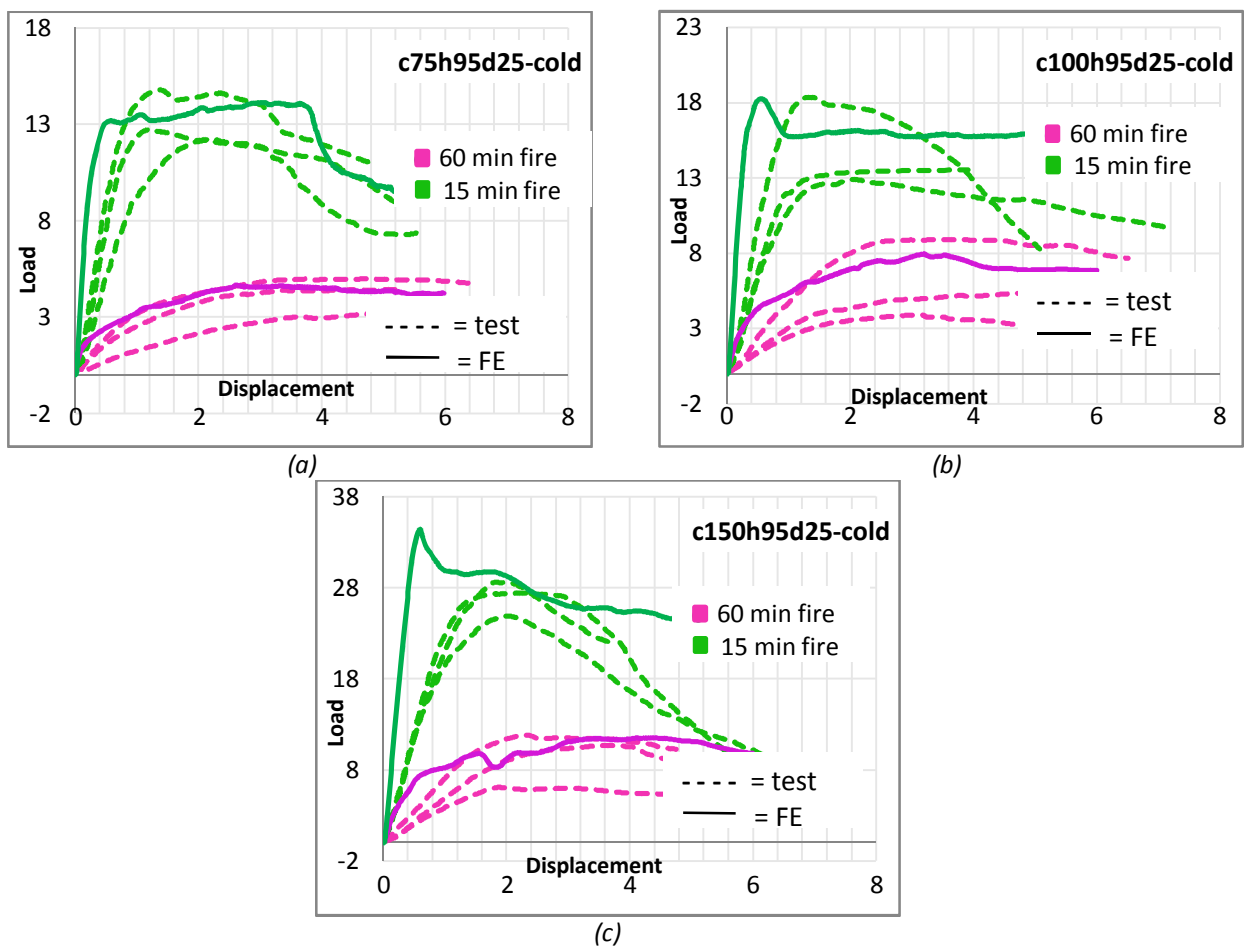 18
c75h95d25-cold
13
60 min fire
15 min fire
8
Load
3
= test
= FE
Displacement
-2
0 2 4 6 8
(a)
23
c100h95d25-cold
18
60 min fire
15 min fire
13
Load
8
3
= test
= FE
Displacement
-2
0 2 4 6 8
(b)
38
c150h95d25-cold
28
60 min fire
15 min fire
18
Load
8
= test
= FE
Displacement
-2
0 2 4 6 8
(c)